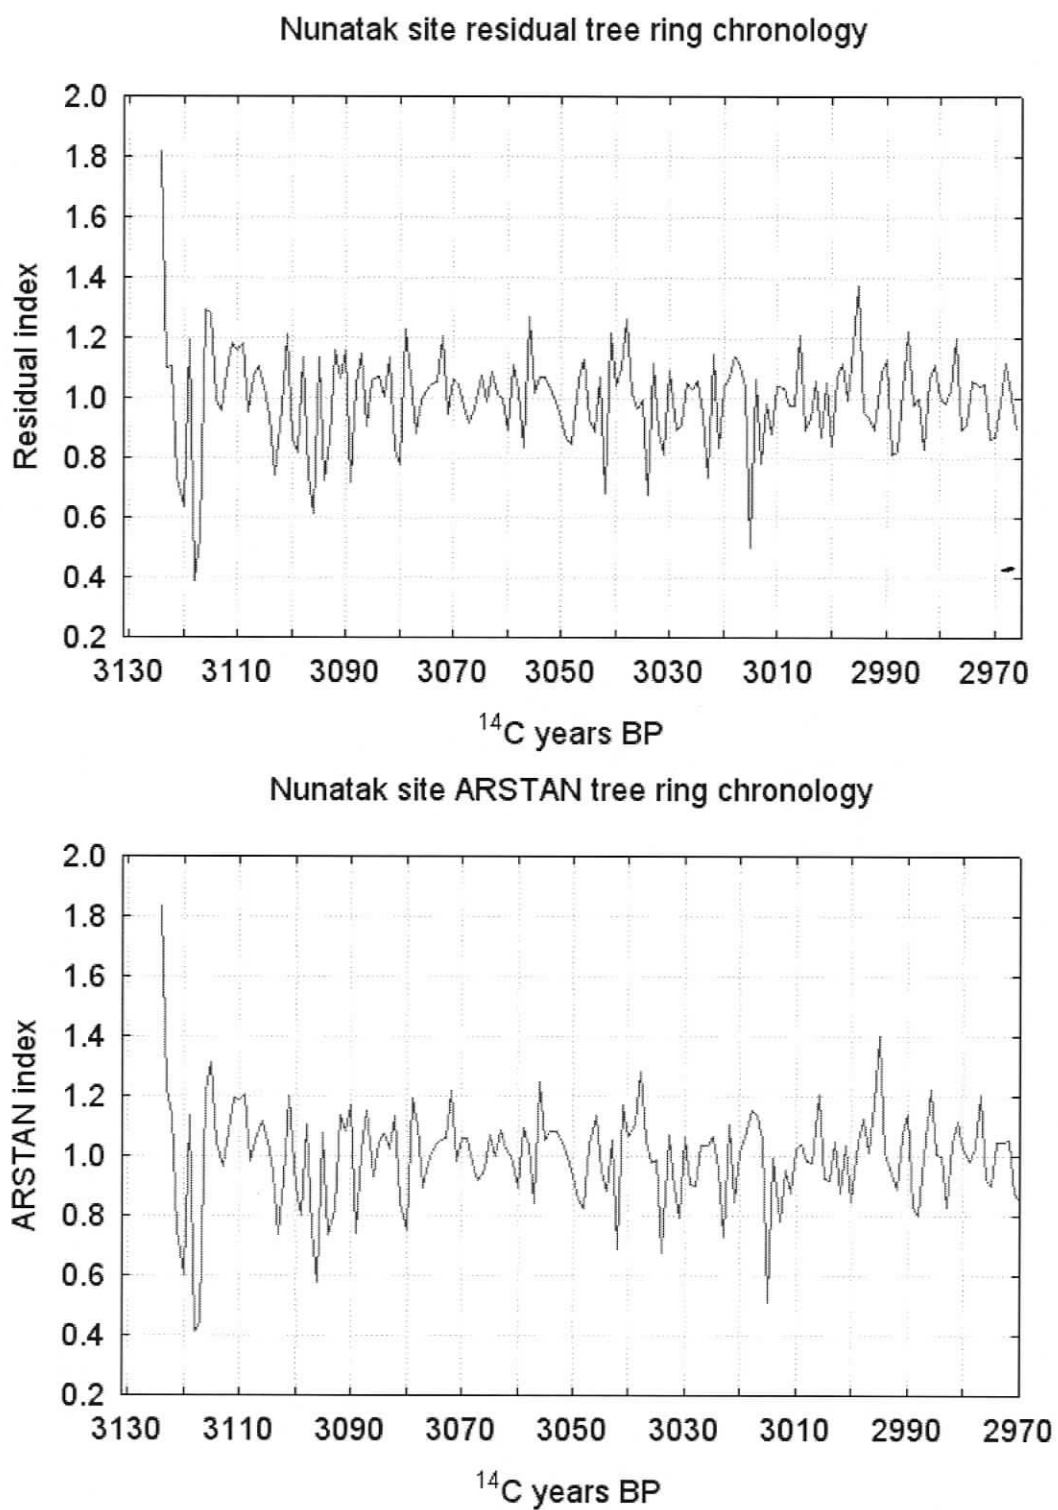 Nunatak site residual tree ring chronology
2.0
1.8
1.6
1.4
1.2
1.0
0.8
0.6
0.4
0.2
Residual index
3130 3110 3090 3070 3050 3030 3010 2990 2970
¹⁴C years BP
Nunatak site ARSTAN tree ring chronology
2.0
1.8
1.6
1.4
1.2
1.0
0.8
0.6
0.4
0.2
ARSTAN index
3130 3110 3090 3070 3050 3030 3010 2990 2970
¹⁴C years BP